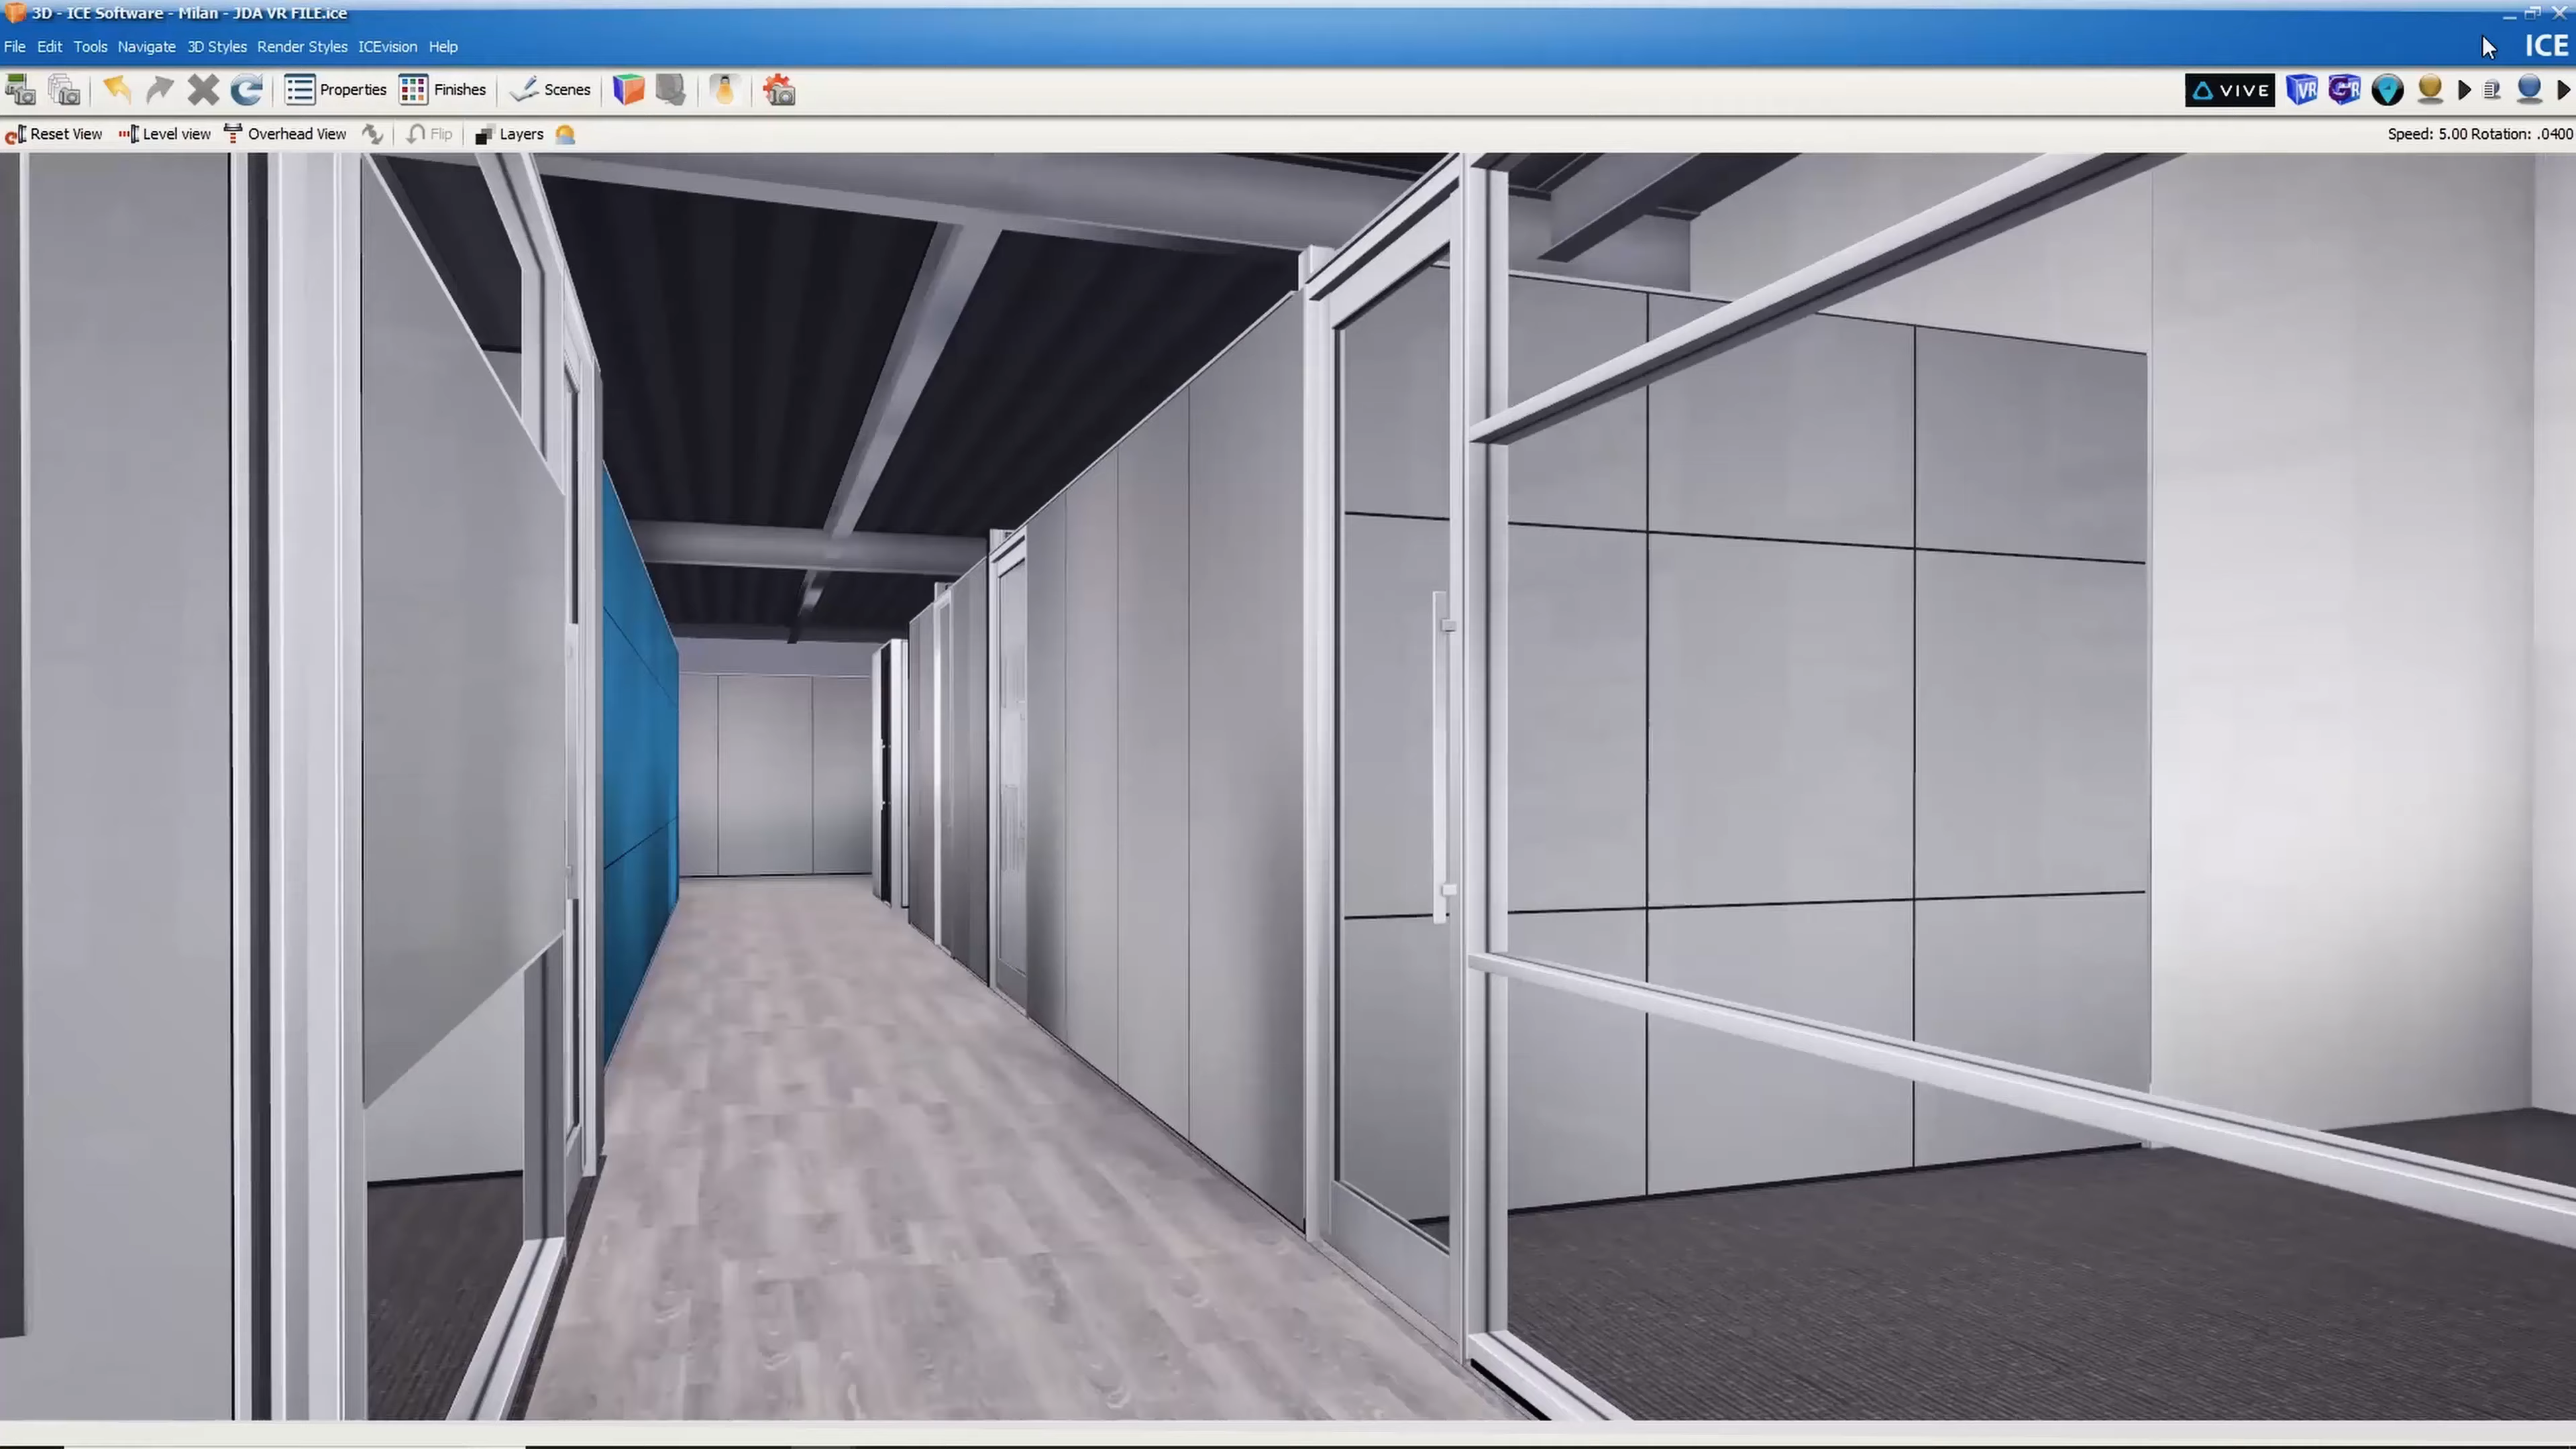 3D - ICE Software - Milan - JDA VR FILE.ice
File Edit Tools Navigate 3D Styles Render Styles ICEvision Help
ICE
Properties Finishes Scenes
VIVE VR
Reset View Level view Overhead View Flip Layers
Speed: 5.00 Rotation: .0400